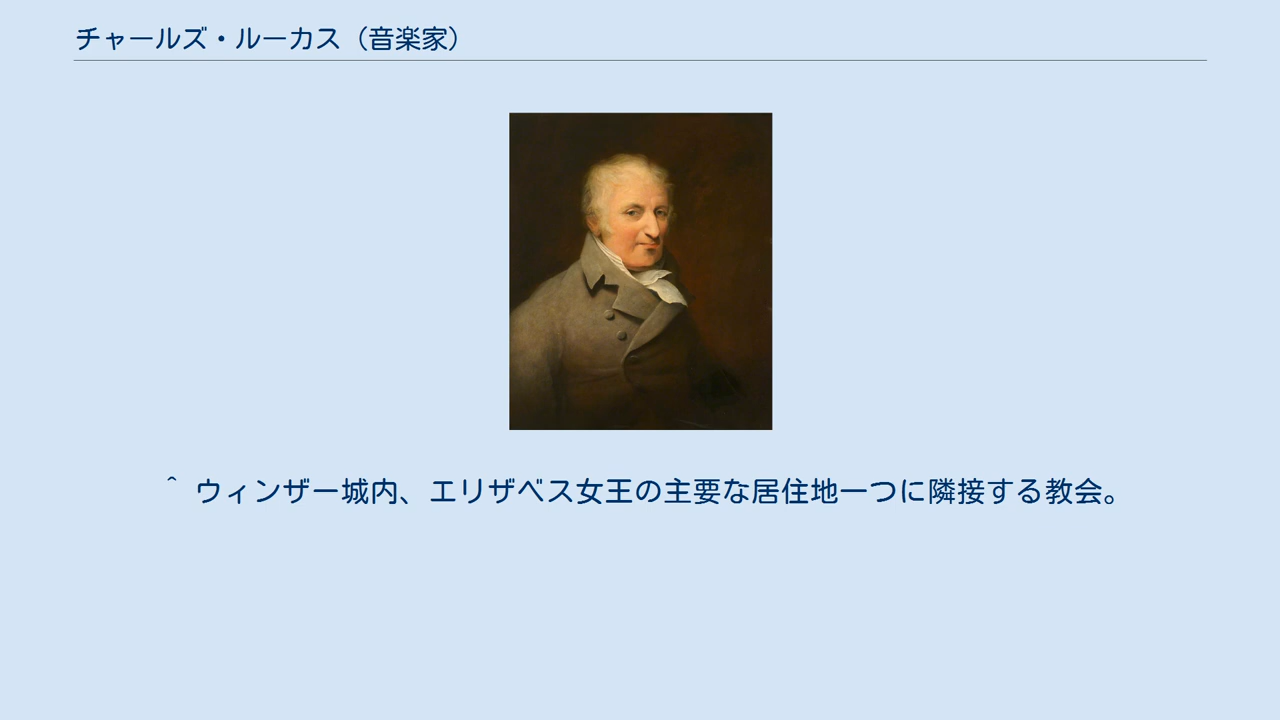 チャールズ・ルーカス（音楽家）
^ ウィンザー城内、エリザベス女王の主要な居住地一つに隣接する教会。